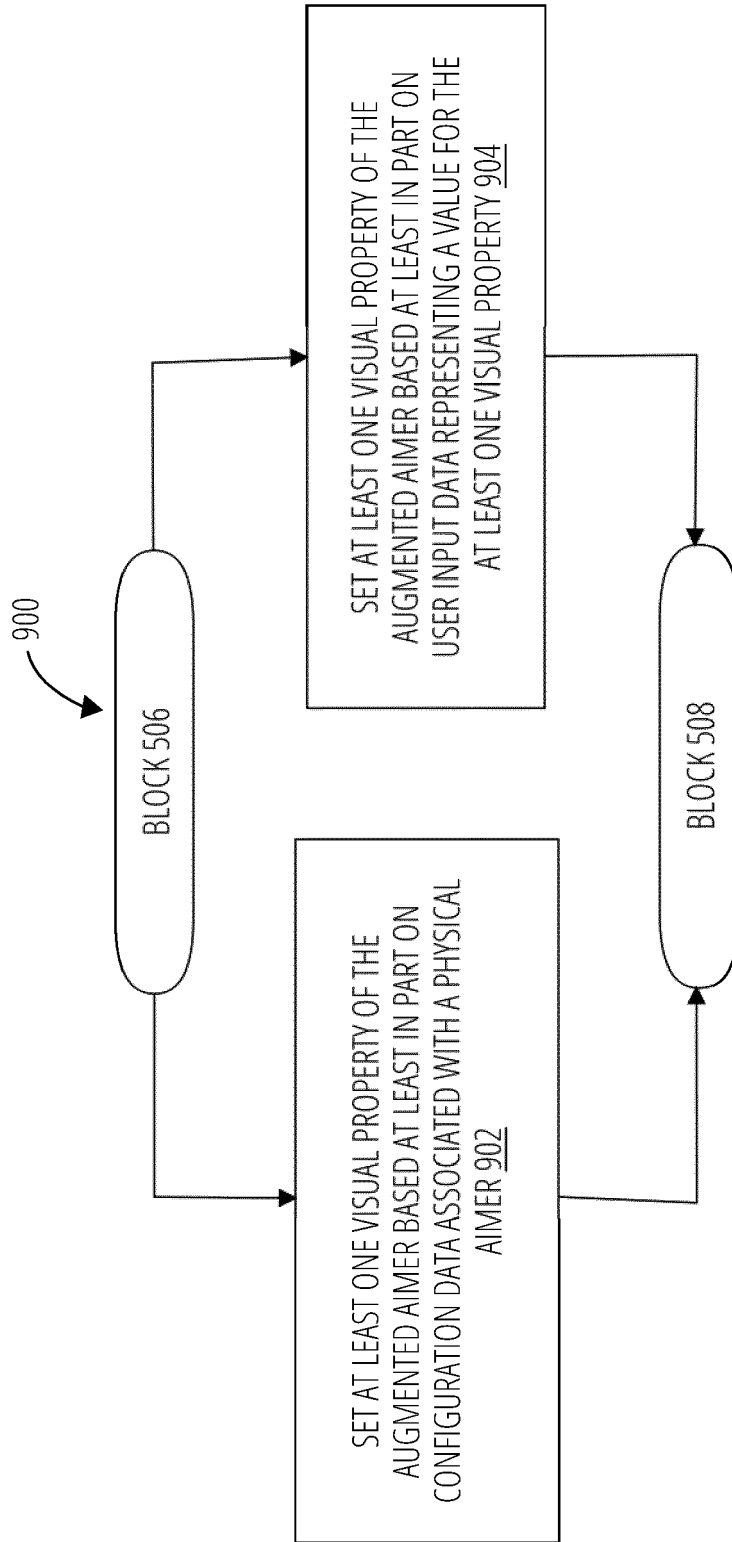 900
BLOCK 506
SET AT LEAST ONE VISUAL PROPERTY OF THE
AUGMENTED AIMER BASED AT LEAST IN PART ON
CONFIGURATION DATA ASSOCIATED WITH A PHYSICAL
AIMER 902
SET AT LEAST ONE VISUAL PROPERTY OF THE
AUGMENTED AIMER BASED AT LEAST IN PART ON
USER INPUT DATA REPRESENTING A VALUE FOR THE
AT LEAST ONE VISUAL PROPERTY 904
BLOCK 508